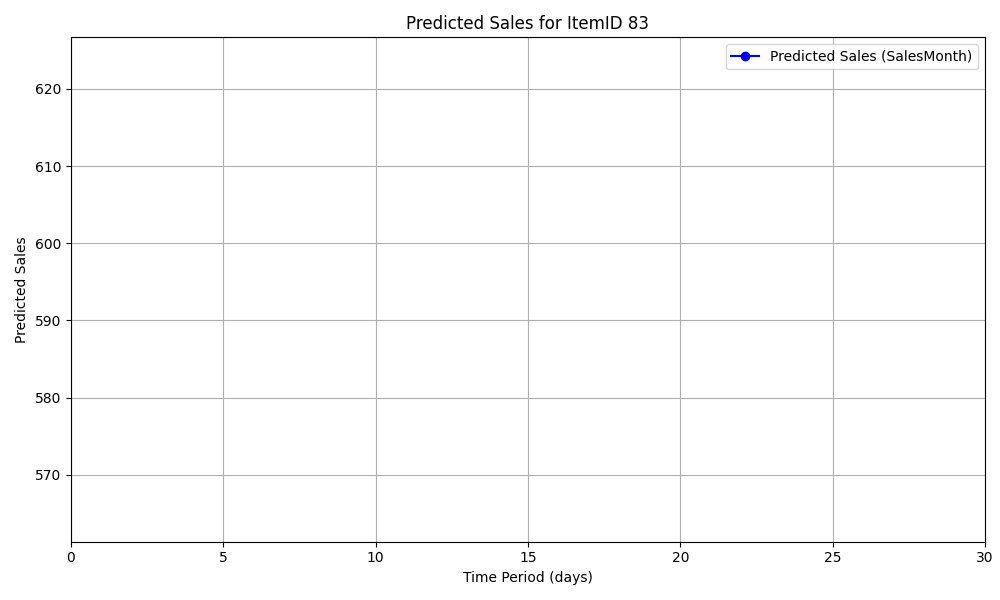 Predicted Sales for ItemID 83
Predicted Sales (SalesMonth)
620
610
600
590
580
570
Predicted Sales
0 5 10 15 20 25 30
Time Period (days)